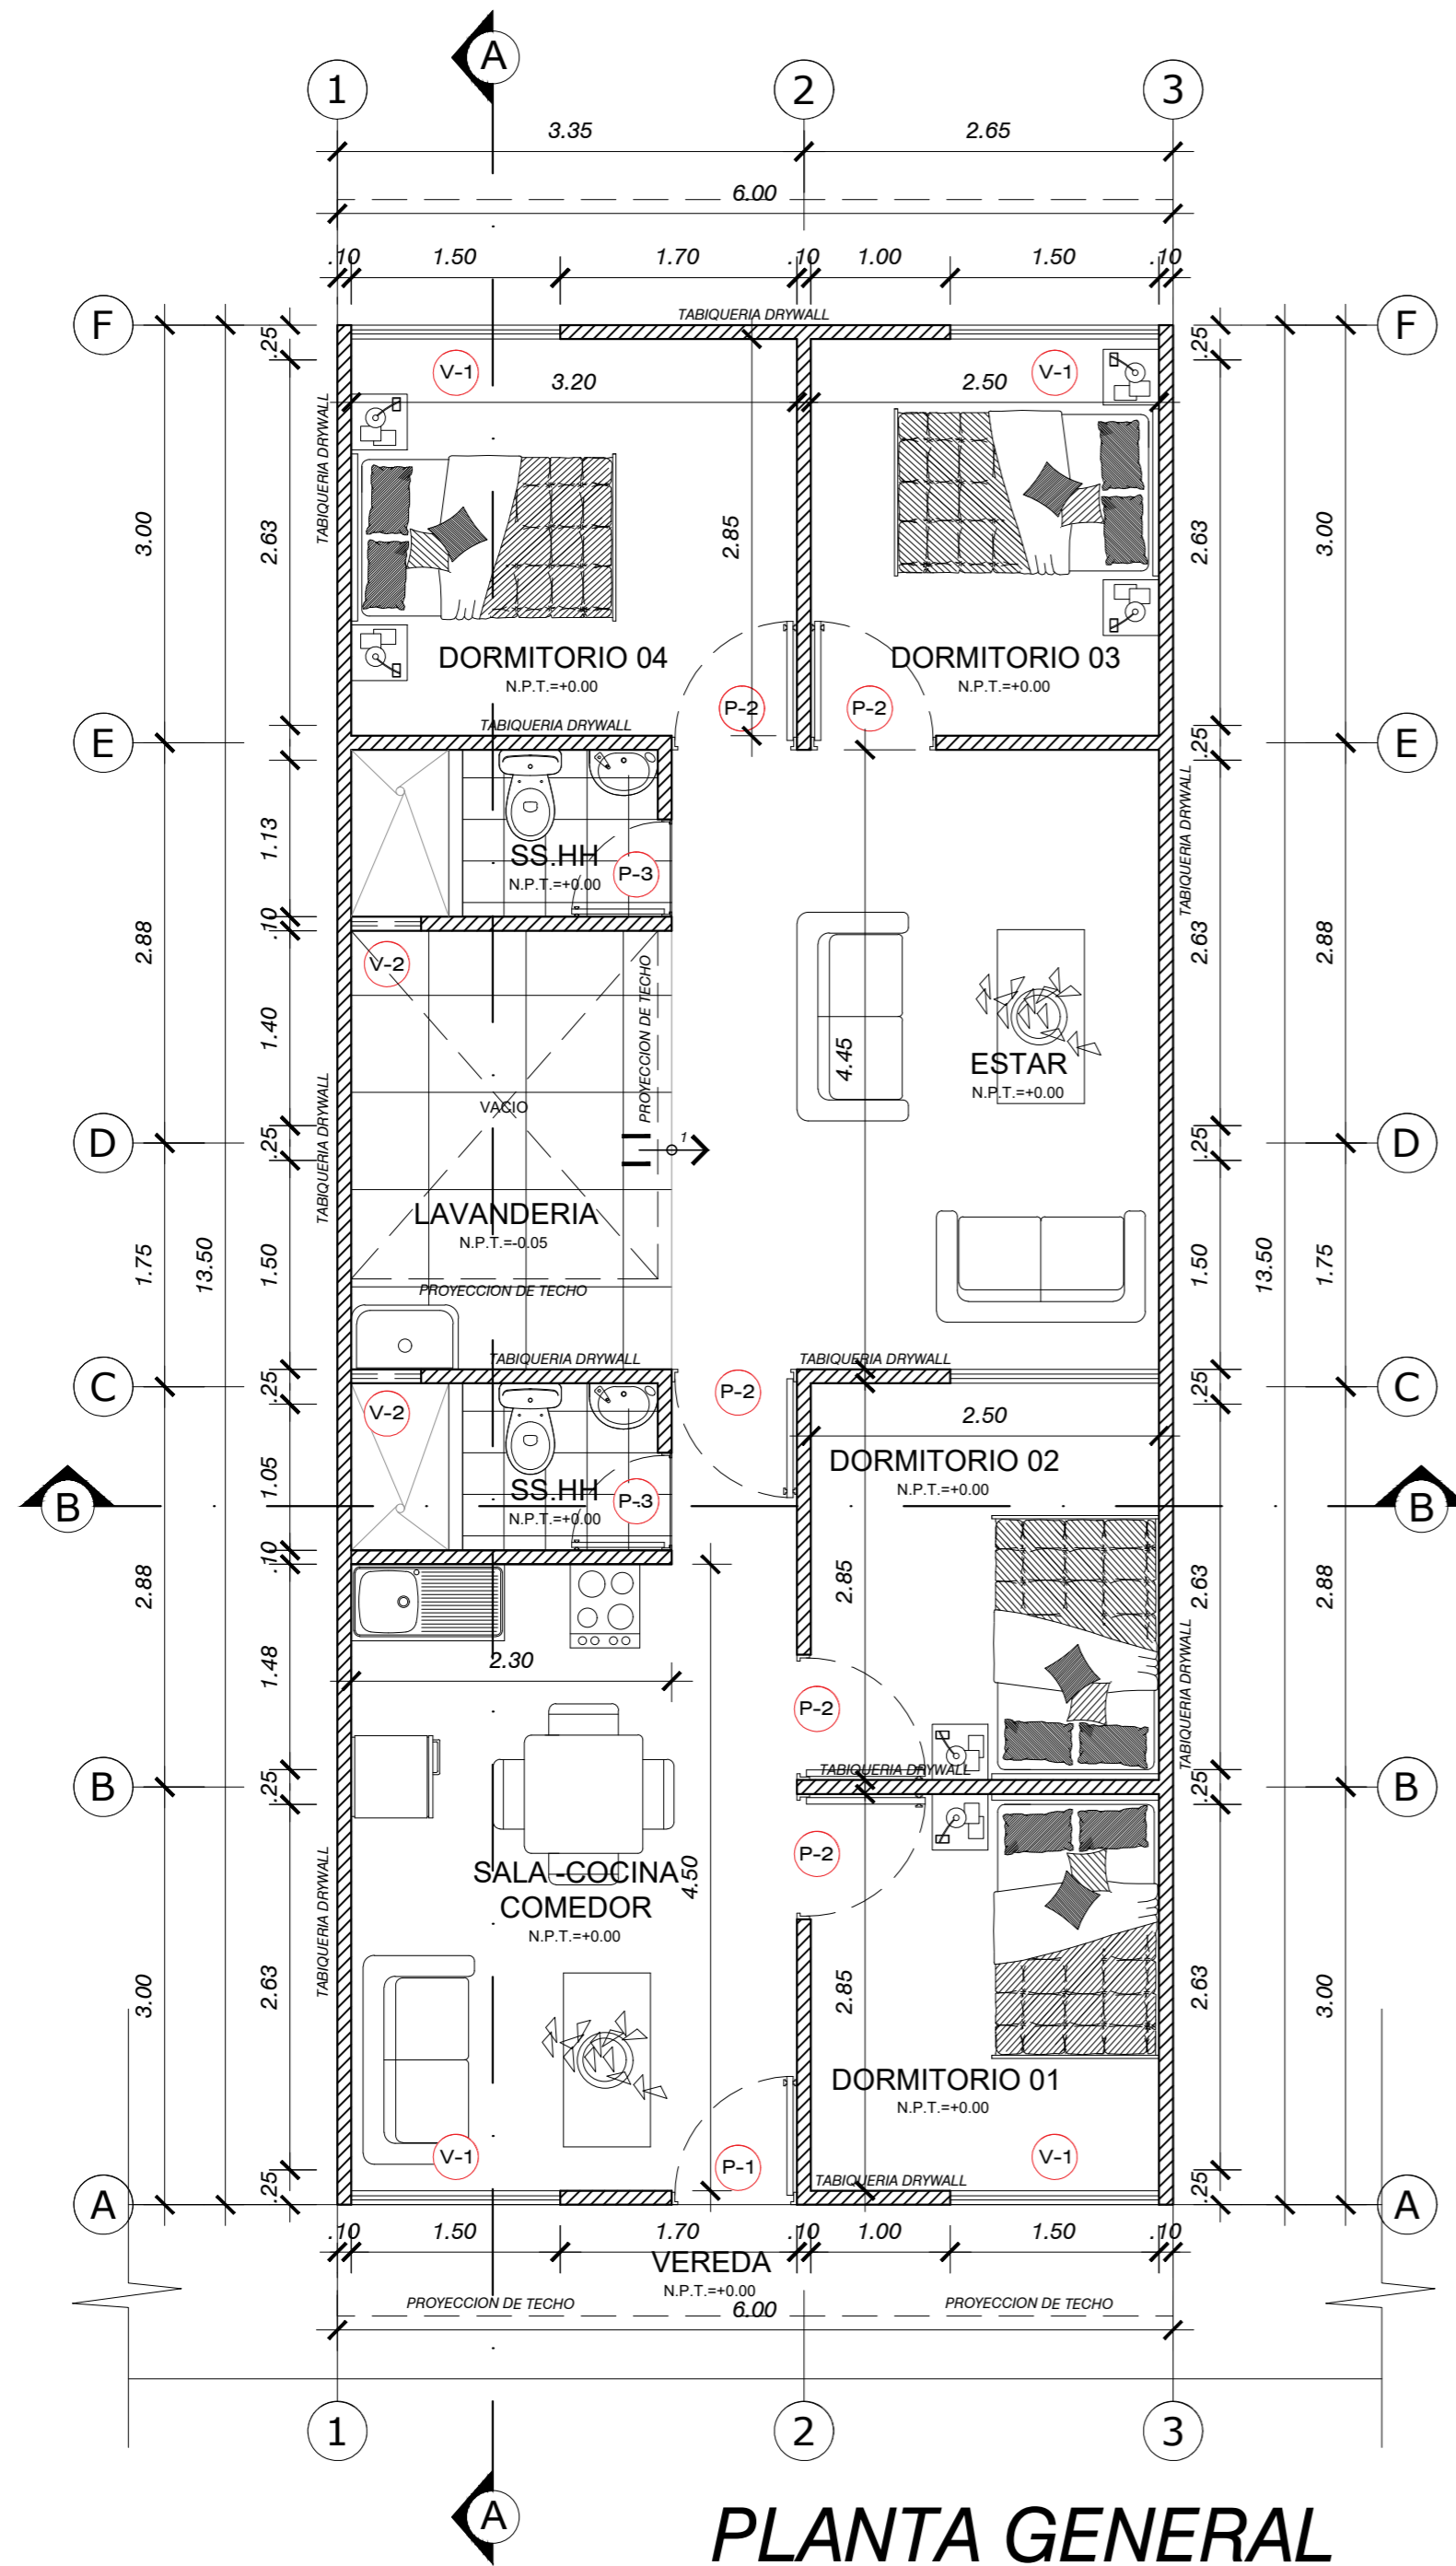 A
1
2
3
3.35
2.65
6.00
.10
1.50
1.70
.10
1.00
1.50
.10
TABIQUERIA DRYWALL
F
.25
.25
F
V-1
V-1
3.20
2.50
TABIQUERIA DRYWALL
3.00
2.63
2.85
2.63
3.00
DORMITORIO 04
N.P.T.=+0.00
DORMITORIO 03
N.P.T.=+0.00
P-2
P-2
TABIQUERIA DRYWALL
E
.25
E
TABIQUERIA DRYWALL
1.13
SS.HH
N.P.T.=+0.00
P-3
.10
2.88
2.63
2.88
V-2
PROYECCION DE TECHO
1.40
4.45
ESTAR
N.P.T.=+0.00
VACIO
D
.25
1
.25
D
TABIQUERIA DRYWALL
LAVANDERIA
N.P.T.=-0.05
1.75
13.50
1.50
1.50
13.50
1.75
PROYECCION DE TECHO
TABIQUERIA DRYWALL
TABIQUERIA DRYWALL
C
.25
.25
C
V-2
P-2
2.50
DORMITORIO 02
N.P.T.=+0.00
1.05
SS.HH
N.P.T.=+0.00
P-3
B
B
.10
2.88
2.85
2.63
2.88
1.48
2.30
TABIQUERIA DRYWALL
P-2
TABIQUERIA DRYWALL
B
.25
.25
B
P-2
SALA -COCINA
COMEDOR
N.P.T.=+0.00
4.50
TABIQUERIA DRYWALL
3.00
2.63
2.85
2.63
3.00
DORMITORIO 01
N.P.T.=+0.00
V-1
P-1
V-1
TABIQUERIA DRYWALL
A
.25
.25
A
.10
1.50
1.70
.10
1.00
1.50
.10
VEREDA
N.P.T.=+0.00
PROYECCION DE TECHO
6.00
PROYECCION DE TECHO
1
2
3
A
PLANTA GENERAL